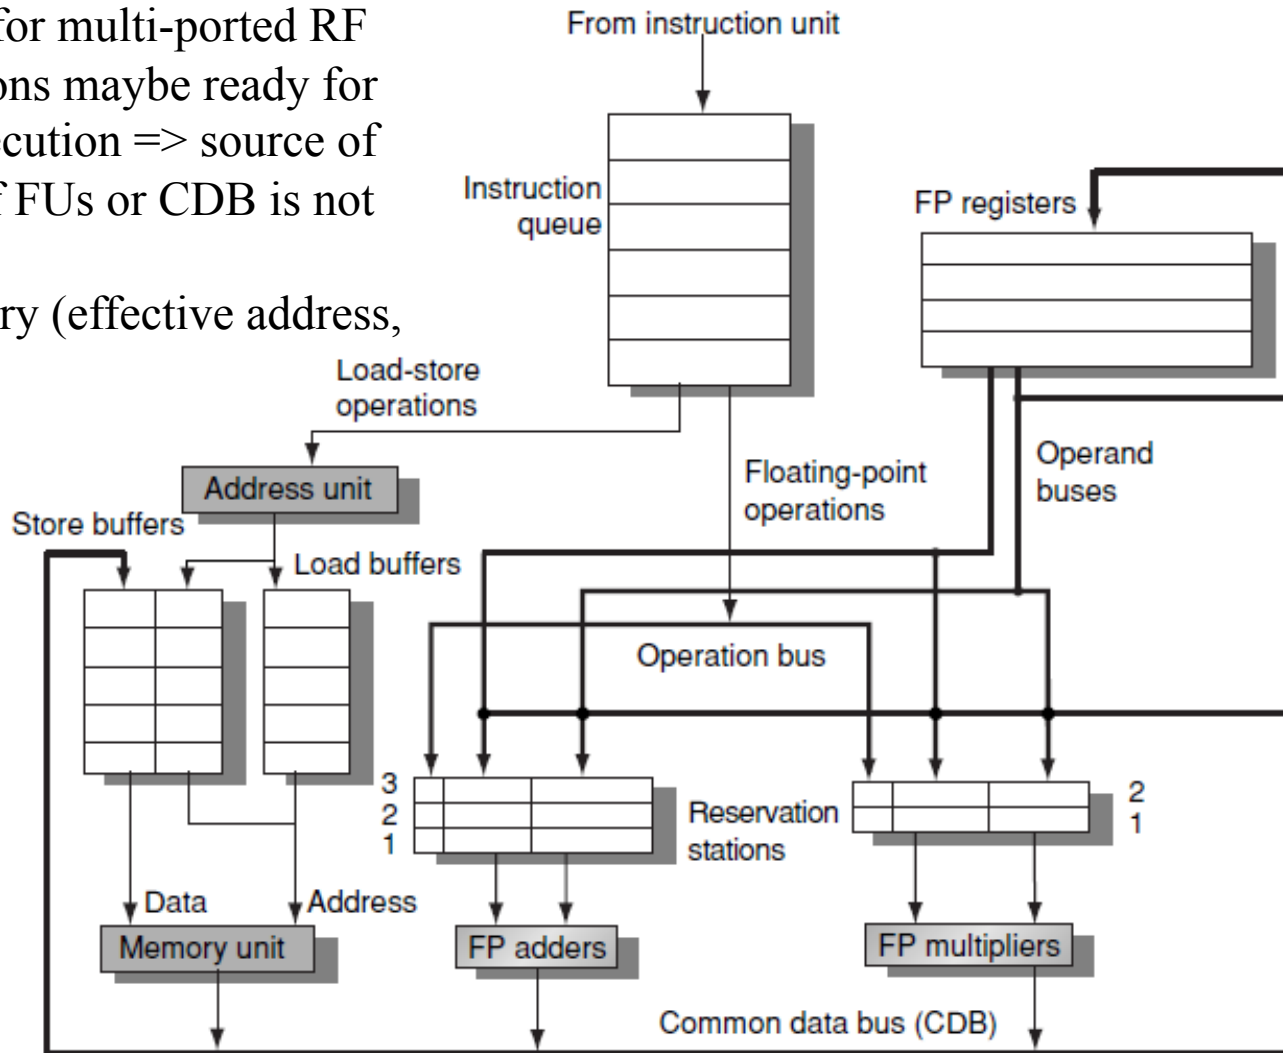 for multi-ported RF
ons maybe ready for
ecution => source of
f FUs or CDB is not
ry (effective address,
From instruction unit
Instruction
queue
FP registers
Load-store
operations
Address unit
Floating-point
operations
Operand
buses
Store buffers
Load buffers
Operation bus
3
2
1
Reservation
stations
2
1
Data
Address
Memory unit
FP adders
FP multipliers
Common data bus (CDB)